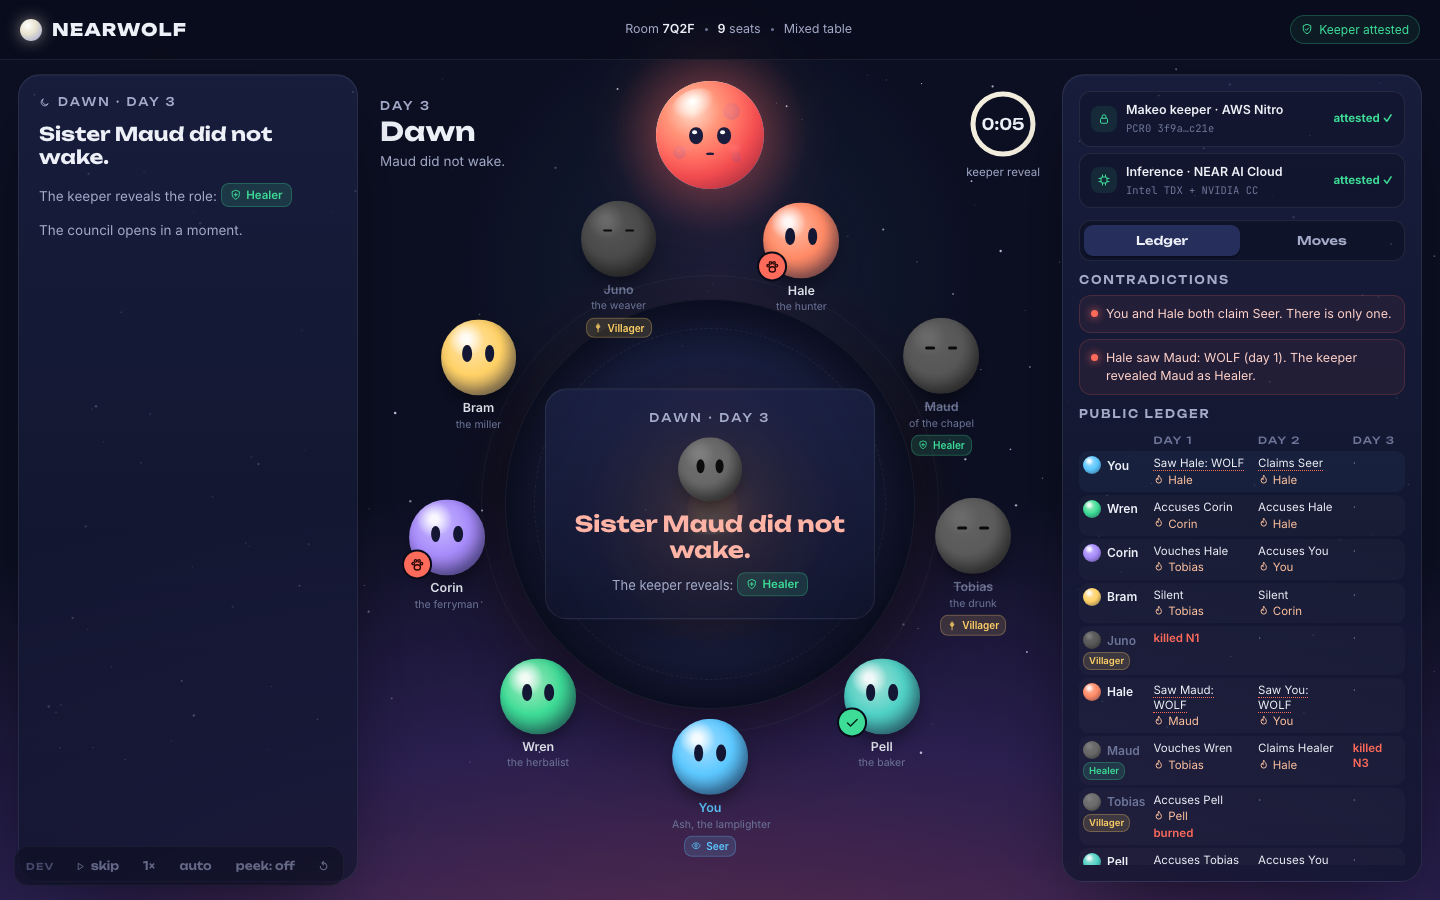 NEARWOLF
Room 7Q2F • 9 seats • Mixed table
Keeper attested
DAWN · DAY 3
Sister Maud did not
wake.
The keeper reveals the role: Healer
The council opens in a moment.
DEV skip 1× auto peek: off
DAY 3
Dawn
Maud did not wake.
0:05
keeper reveal
Juno
the weaver
Villager
Hale
the hunter
Bram
the miller
Maud
of the chapel
Healer
Corin
the ferryman
Tobias
the drunk
Villager
Wren
the herbalist
Pell
the baker
You
Ash, the lamplighter
Seer
DAWN · DAY 3
Sister Maud did not
wake.
The keeper reveals: Healer
Makeo keeper · AWS Nitro
PCR0 3f9a…c21e
attested ✓
Inference · NEAR AI Cloud
Intel TDX + NVIDIA CC
attested ✓
Ledger Moves
CONTRADICTIONS
You and Hale both claim Seer. There is only one.
Hale saw Maud: WOLF (day 1). The keeper
revealed Maud as Healer.
PUBLIC LEDGER
DAY 1 DAY 2 DAY 3
You Saw Hale: WOLF Claims Seer ·
Hale Hale
Wren Accuses Corin Accuses Hale ·
Corin Hale
Corin Vouches Hale Accuses You ·
Tobias You
Bram Silent Silent ·
Tobias Corin
Juno killed N1 · ·
Villager
Hale Saw Maud: Saw You: ·
WOLF WOLF
Maud You
Maud Vouches Wren Claims Healer killed
Healer Tobias Hale N3
Tobias Accuses Pell · ·
Villager Pell
burned
Pell Accuses Tobias Accuses You ·